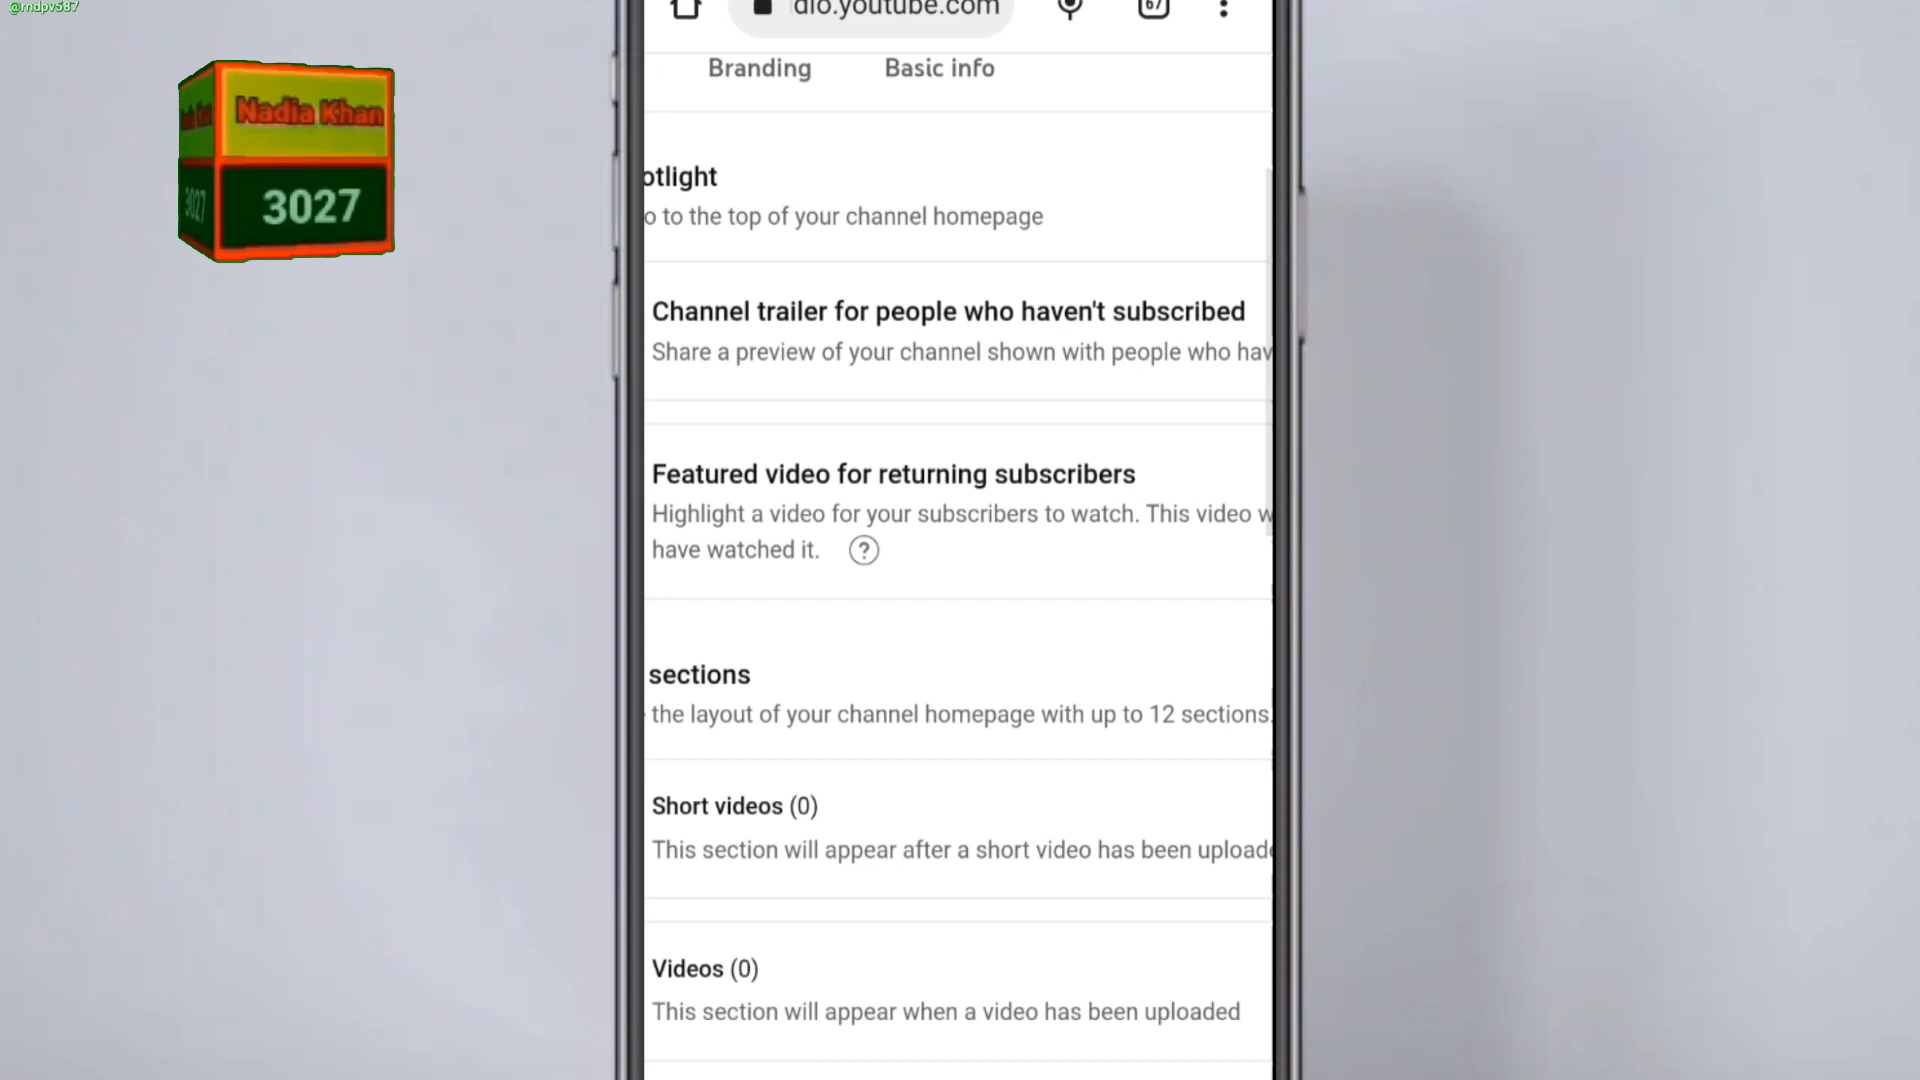 @rndpv587
dio.youtube.com
67
Branding Basic info
Nadia Khan
3027
3027
otlight
o to the top of your channel homepage
Channel trailer for people who haven't subscribed
Share a preview of your channel shown with people who hav
Featured video for returning subscribers
Highlight a video for your subscribers to watch. This video w
have watched it. ?
sections
the layout of your channel homepage with up to 12 sections.
Short videos (0)
This section will appear after a short video has been upload
Videos (0)
This section will appear when a video has been uploaded